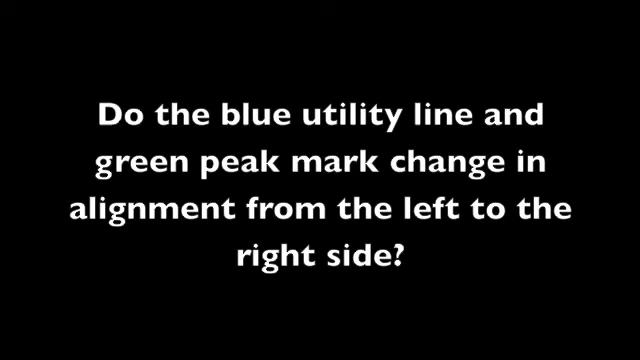 Do the blue utility line and
green peak mark change in
alignment from the left to the
right side?